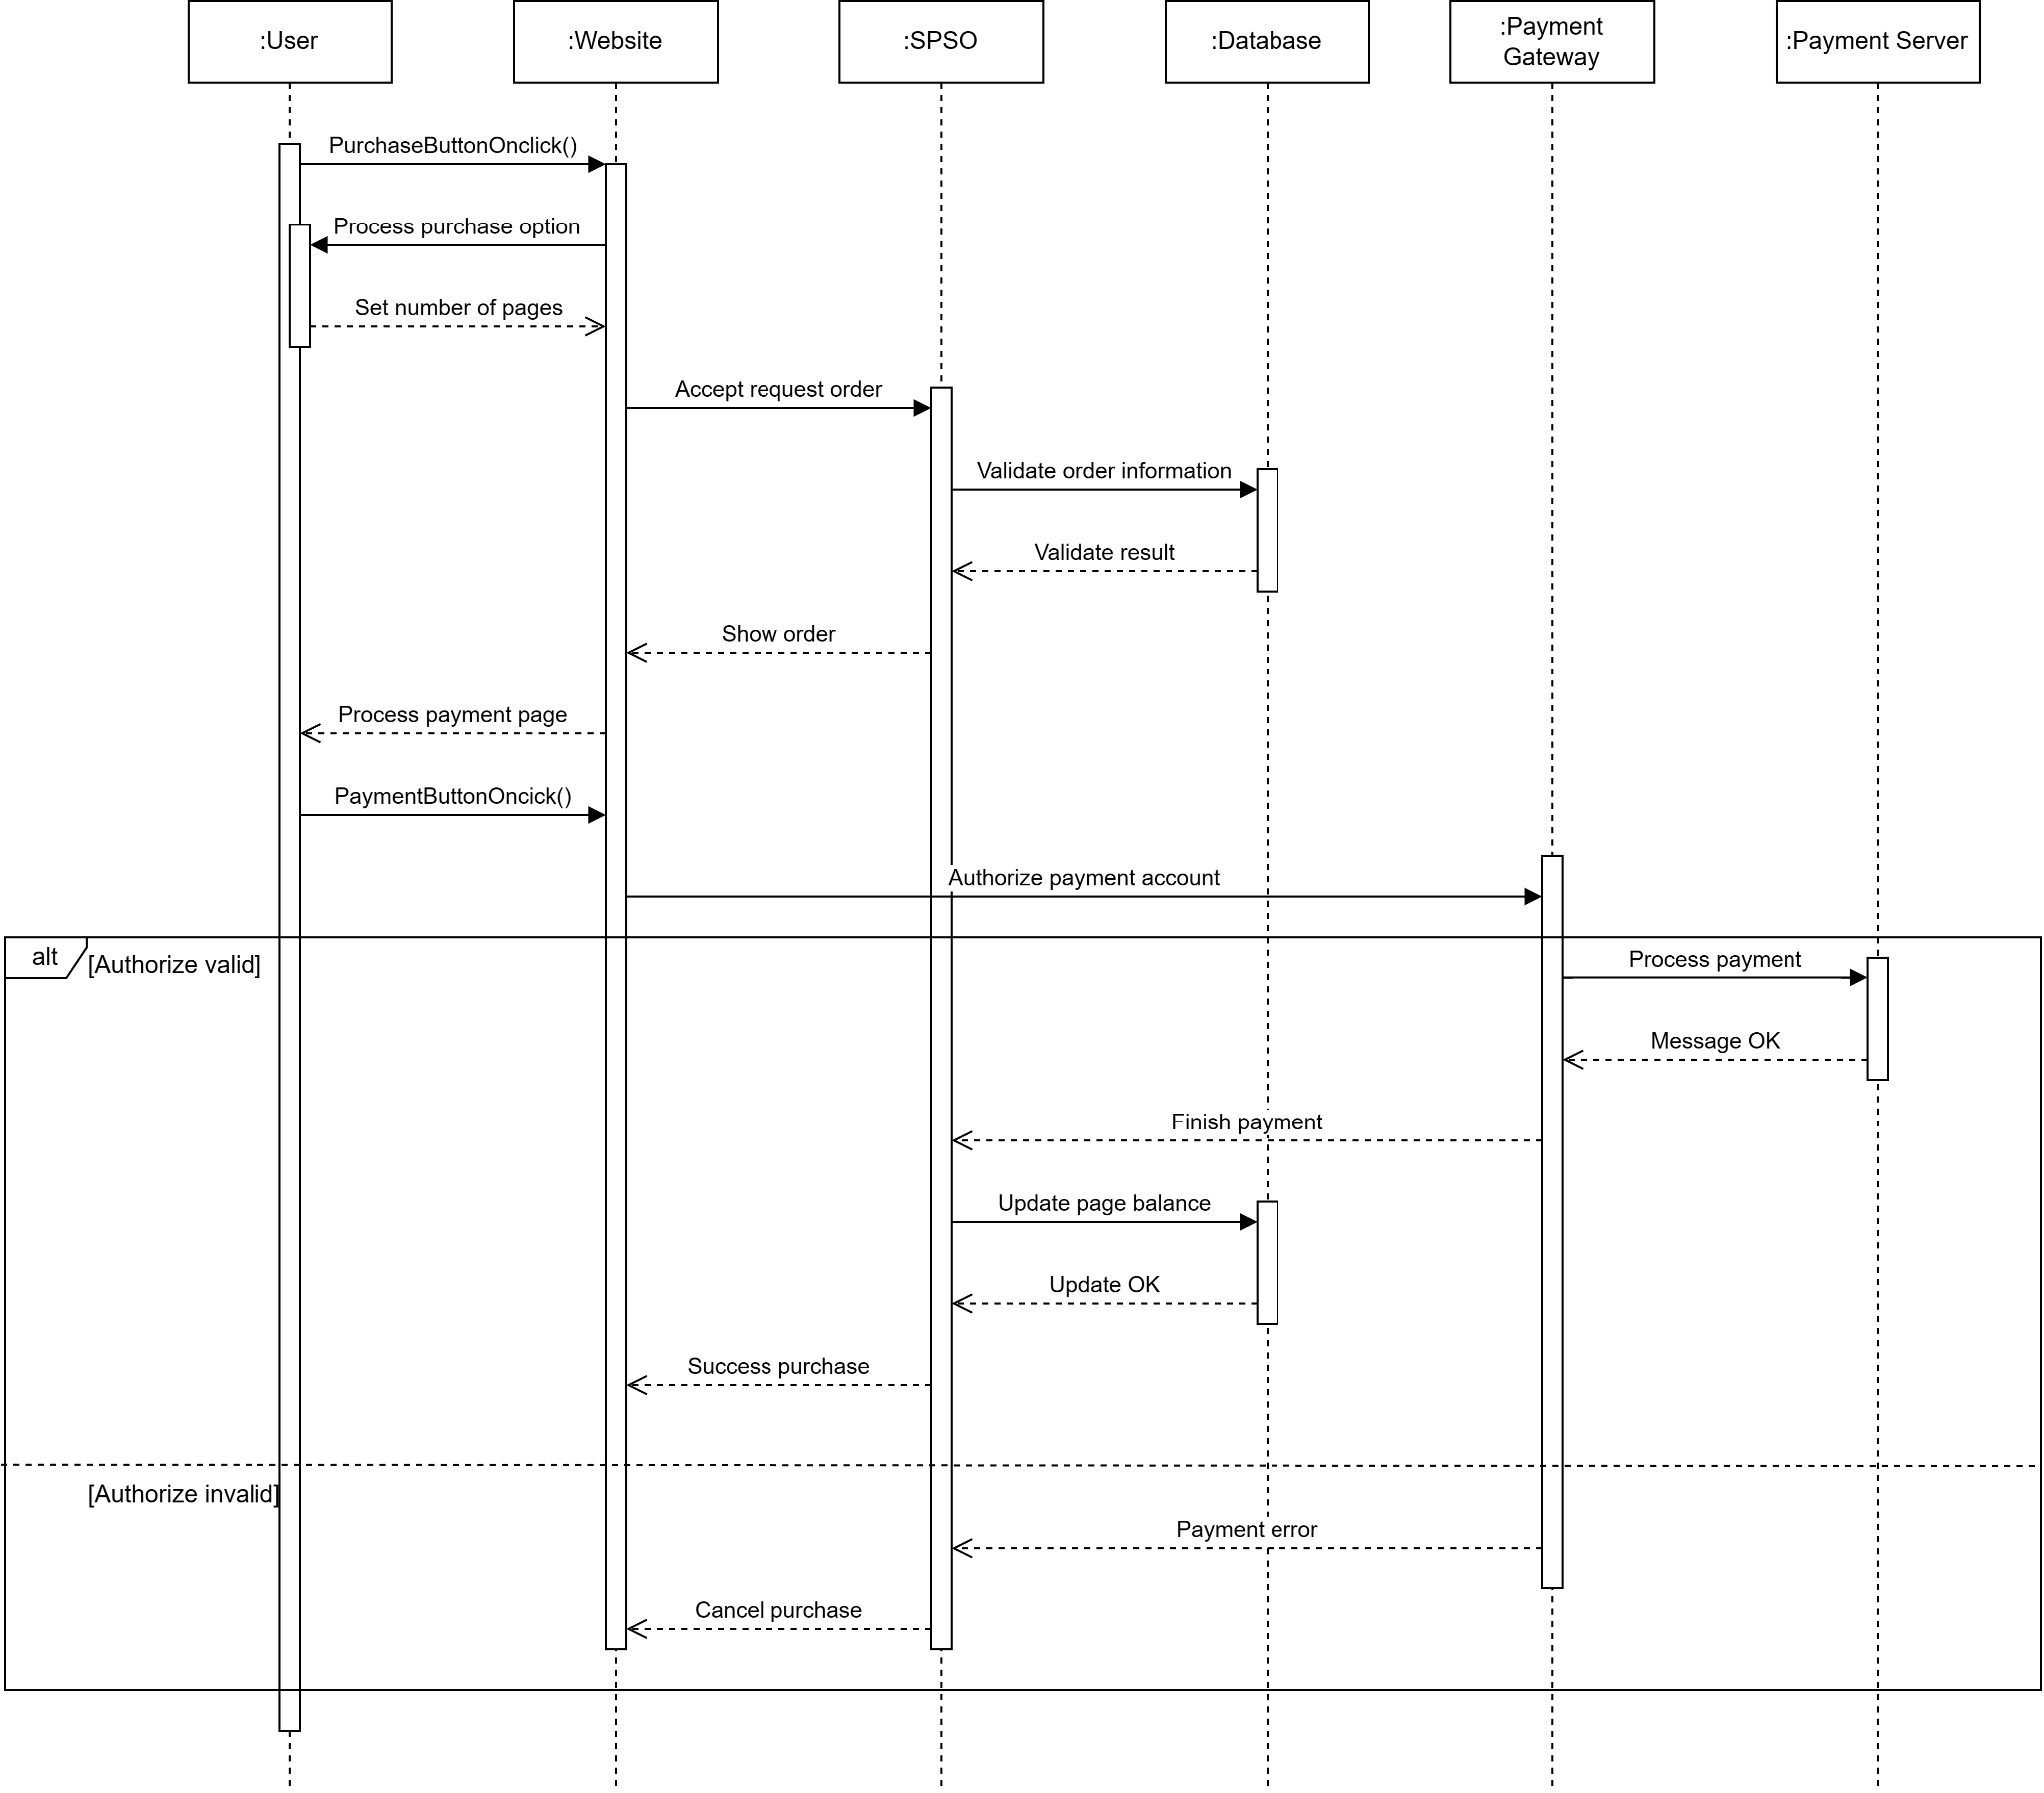 :User
:Website
:SPSO
:Database
:Payment
Gateway
:Payment Server
PurchaseButtonOnclick()
Process purchase option
Set number of pages
Accept request order
Validate order information
Validate result
Show order
Process payment page
PaymentButtonOncick()
Authorize payment account
alt
[Authorize valid]
Process payment
Message OK
Finish payment
Update page balance
Update OK
Success purchase
[Authorize invalid]
Payment error
Cancel purchase